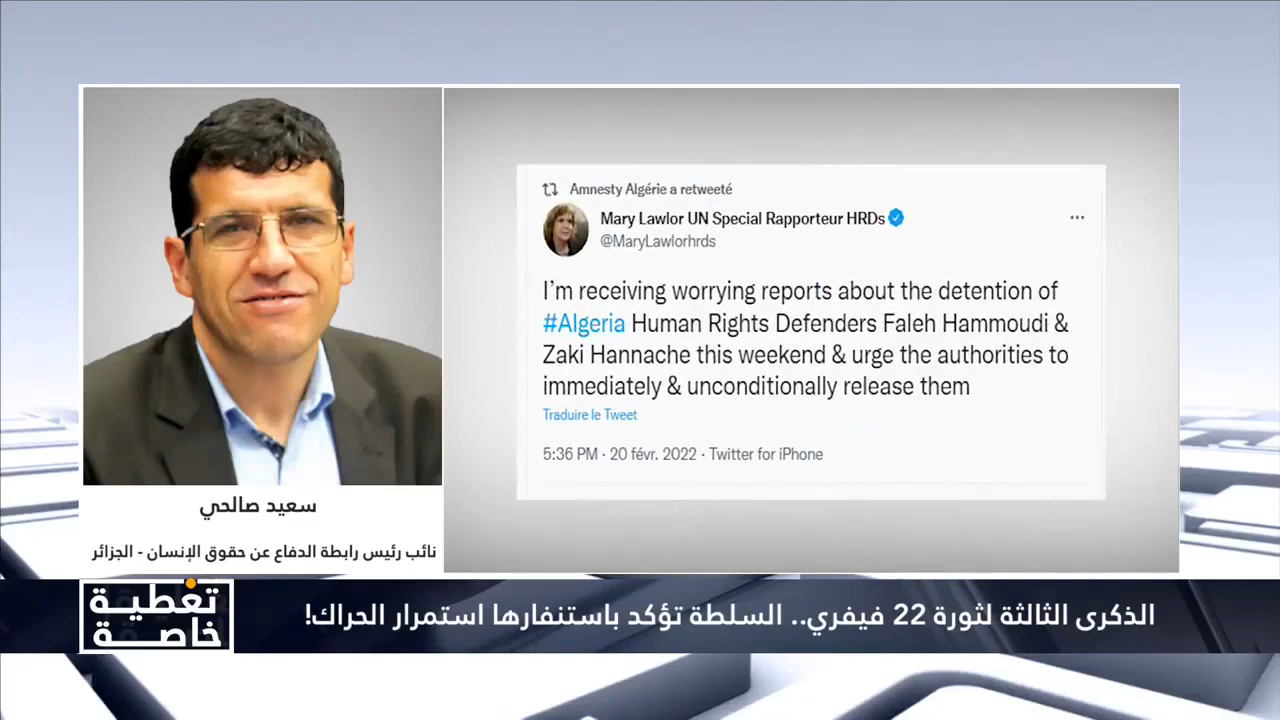 Amnesty Algérie a retweeté
Mary Lawlor UN Special Rapporteur HRDs
@MaryLawlorhrds
I'm receiving worrying reports about the detention of
#Algeria Human Rights Defenders Faleh Hammoudi &
Zaki Hannache this weekend & urge the authorities to
immediately & unconditionally release them
Traduire le Tweet
5:36 PM · 20 févr. 2022 · Twitter for iPhone
سعيد صالحي
نائب رئيس رابطة الدفاع عن حقوق الإنسان - الجزائر
الذكرى الثالثة لثورة 22 فيفري.. السلطة تؤكد باستنفارها استمرار الحراك!
تغطية
خاصة